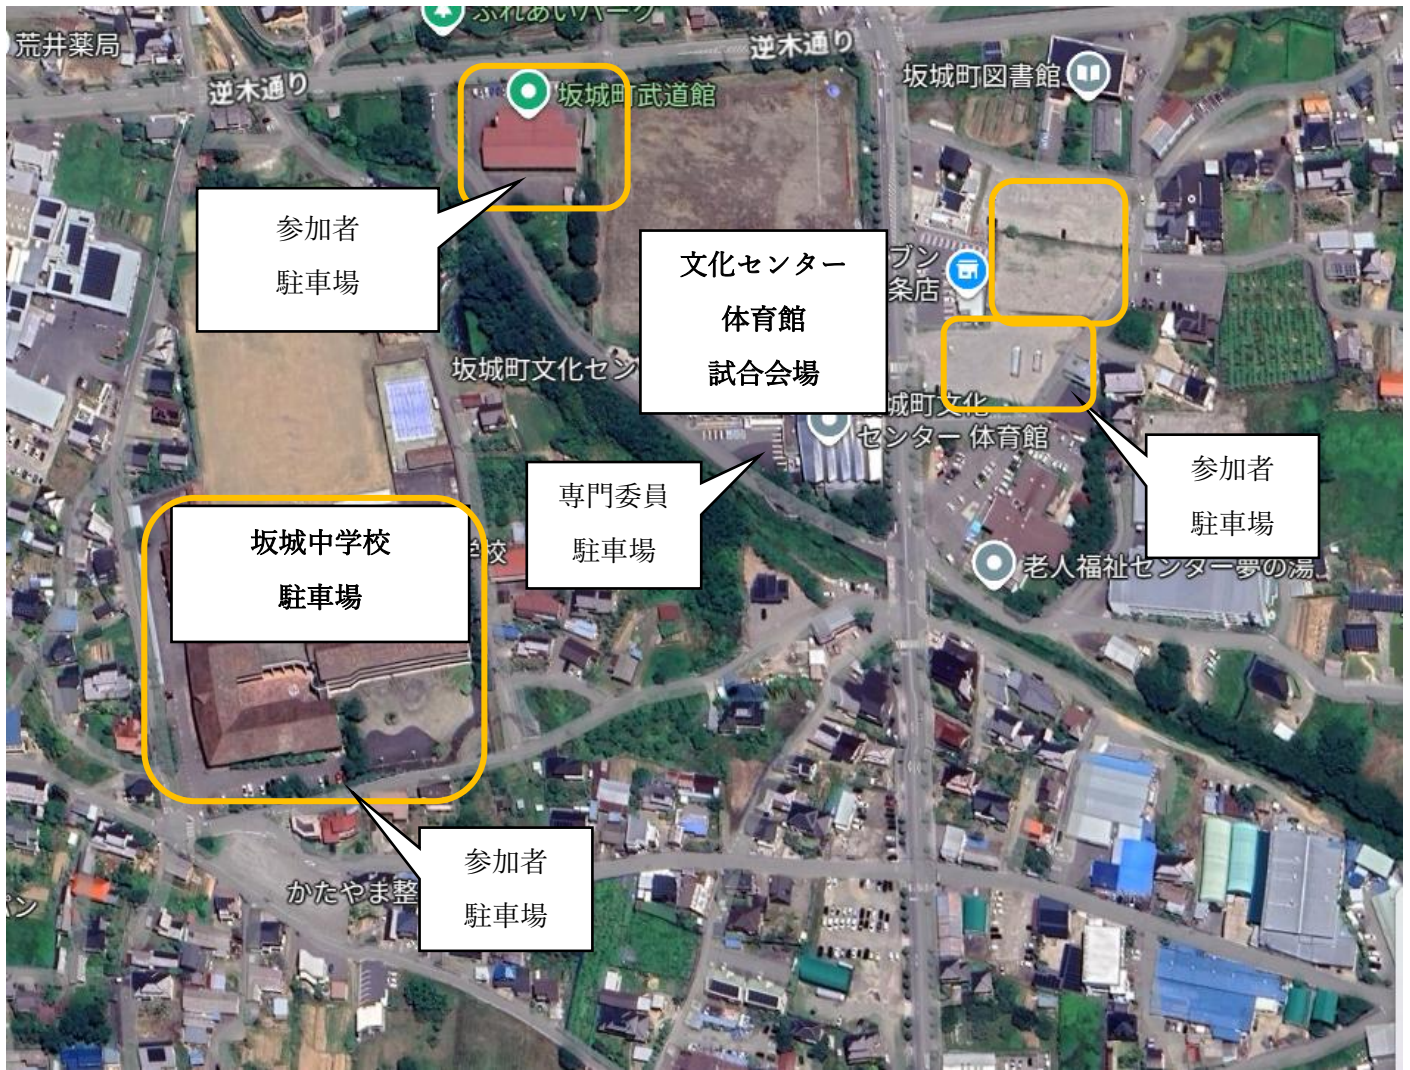 ふれあいパーク
荒井薬局
逆木通り
逆木通り
坂城町武道館
坂城町図書館
参加者
駐車場
文化センター
体育館
試合会場
ブン
条店
坂城町文化セン
坂城町文化
センター 体育館
専門委員
駐車場
参加者
駐車場
坂城中学校
駐車場
学校
老人福祉センター夢の湯
参加者
駐車場
かたやま整
パン